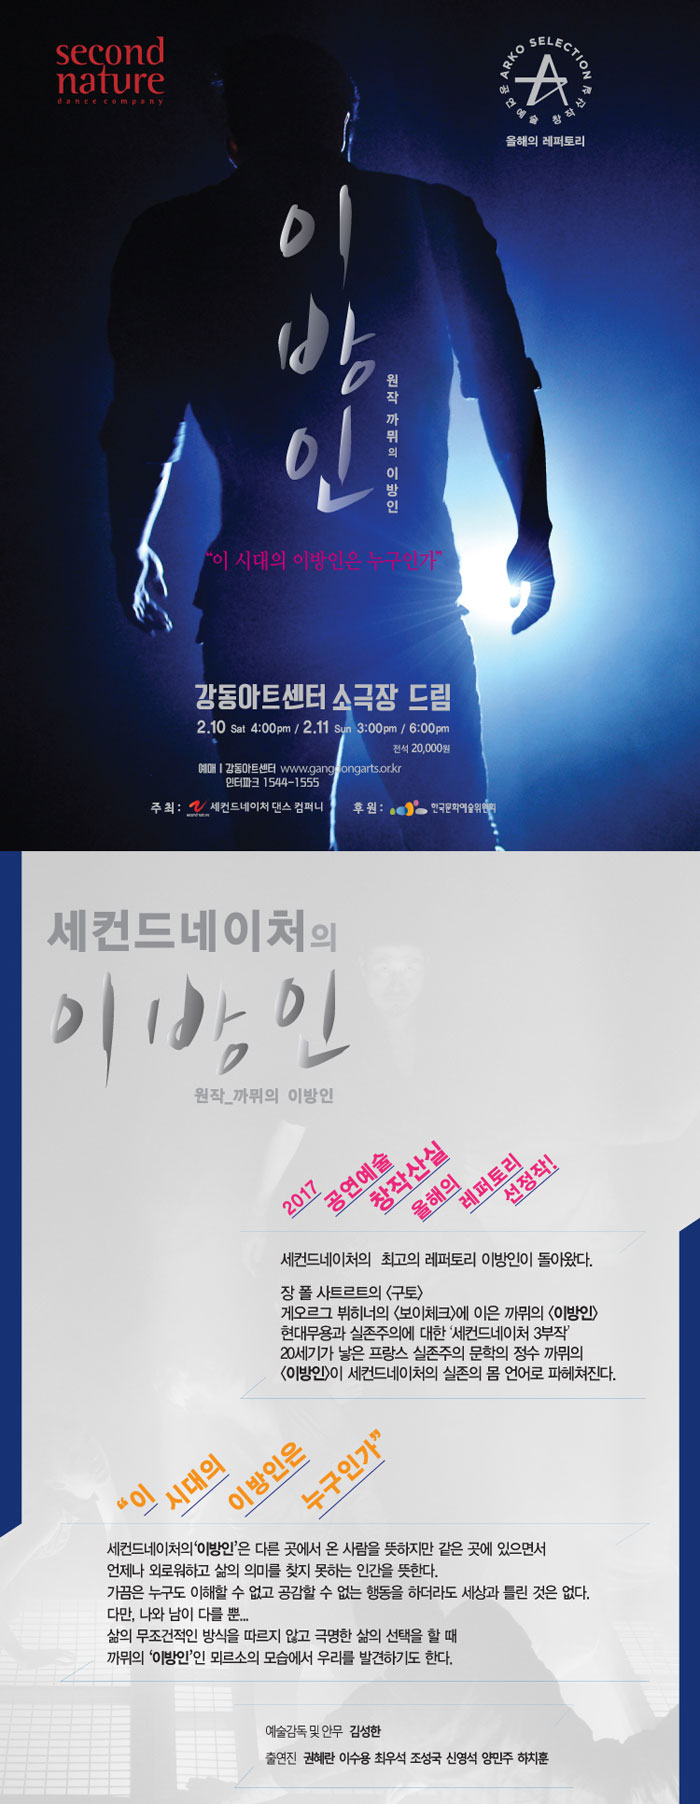 second
nature
dance company
ARKO SELECTION
공연예술 창작산실
올해의 레퍼토리
이방인
원작 까뮈의 이방인
“이 시대의 이방인은 누구인가”
강동아트센터 소극장 드림
2.10 Sat 4:00pm / 2.11 Sun 3:00pm / 6:00pm
전석 20,000원
예매 | 강동아트센터 www.gangdongarts.or.kr
인터파크 1544-1555
주최 : 세컨드네이처 댄스 컴퍼니 후원 : 한국문화예술위원회
세컨드네이처의
이방인
원작_까뮈의 이방인
2017 공연예술 창작산실 올해의 레퍼토리 선정작!
세컨드네이처의 최고의 레퍼토리 이방인이 돌아왔다.
장 폴 사트르트의 〈구토〉
게오르그 뷔히너의 〈보이체크〉에 이은 까뮈의 〈이방인〉
현대무용과 실존주의에 대한 ‘세컨드네이처 3부작’
20세기가 낳은 프랑스 실존주의 문학의 정수 까뮈의
〈이방인〉이 세컨드네이처의 실존의 몸 언어로 파헤쳐진다.
“이 시대의 이방인은 누구인가”
세컨드네이처의‘이방인’은 다른 곳에서 온 사람을 뜻하지만 같은 곳에 있으면서
언제나 외로워하고 삶의 의미를 찾지 못하는 인간을 뜻한다.
가끔은 누구도 이해할 수 없고 공감할 수 없는 행동을 하더라도 세상과 틀린 것은 없다.
다만, 나와 남이 다를 뿐...
삶의 무조건적인 방식을 따르지 않고 극명한 삶의 선택을 할 때
까뮈의 ‘이방인’인 뫼르소의 모습에서 우리를 발견하기도 한다.
예술감독 및 안무 김성한
출연진 권혜란 이수용 최우석 조성국 신영석 양민주 하치훈